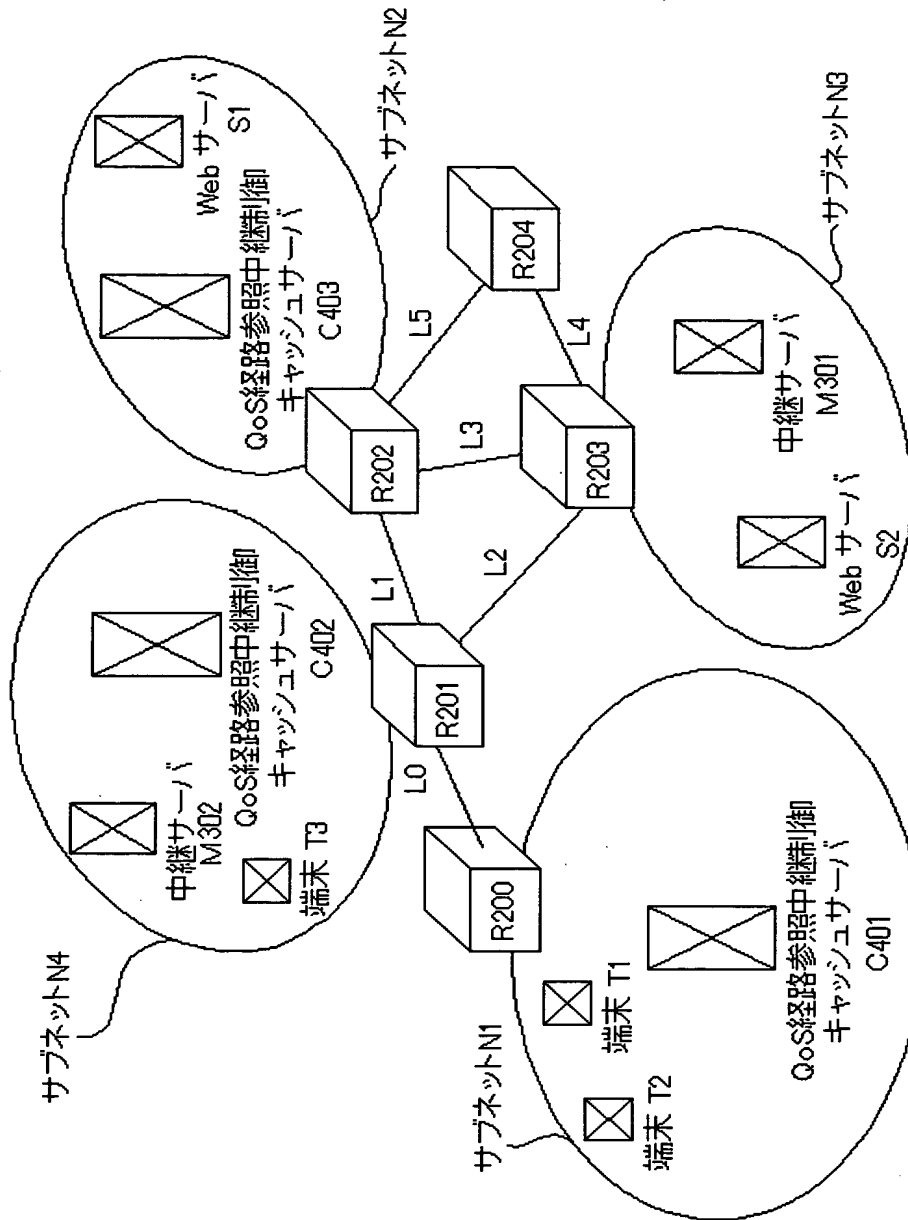 サブネットN4
中継サーバ
M302
端末 T3
QoS経路参照中継制御
キャッシュサーバ
C402
QoS経路参照中継制御
キャッシュサーバ
C403
Web サーバ
S1
サブネットN2
R200
L0
R201
L1
R202
L2
L3
L5
R203
L4
R204
サブネットN1
端末 T2
端末 T1
QoS経路参照中継制御
キャッシュサーバ
C401
Web サーバ
S2
中継サーバ
M301
サブネットN3